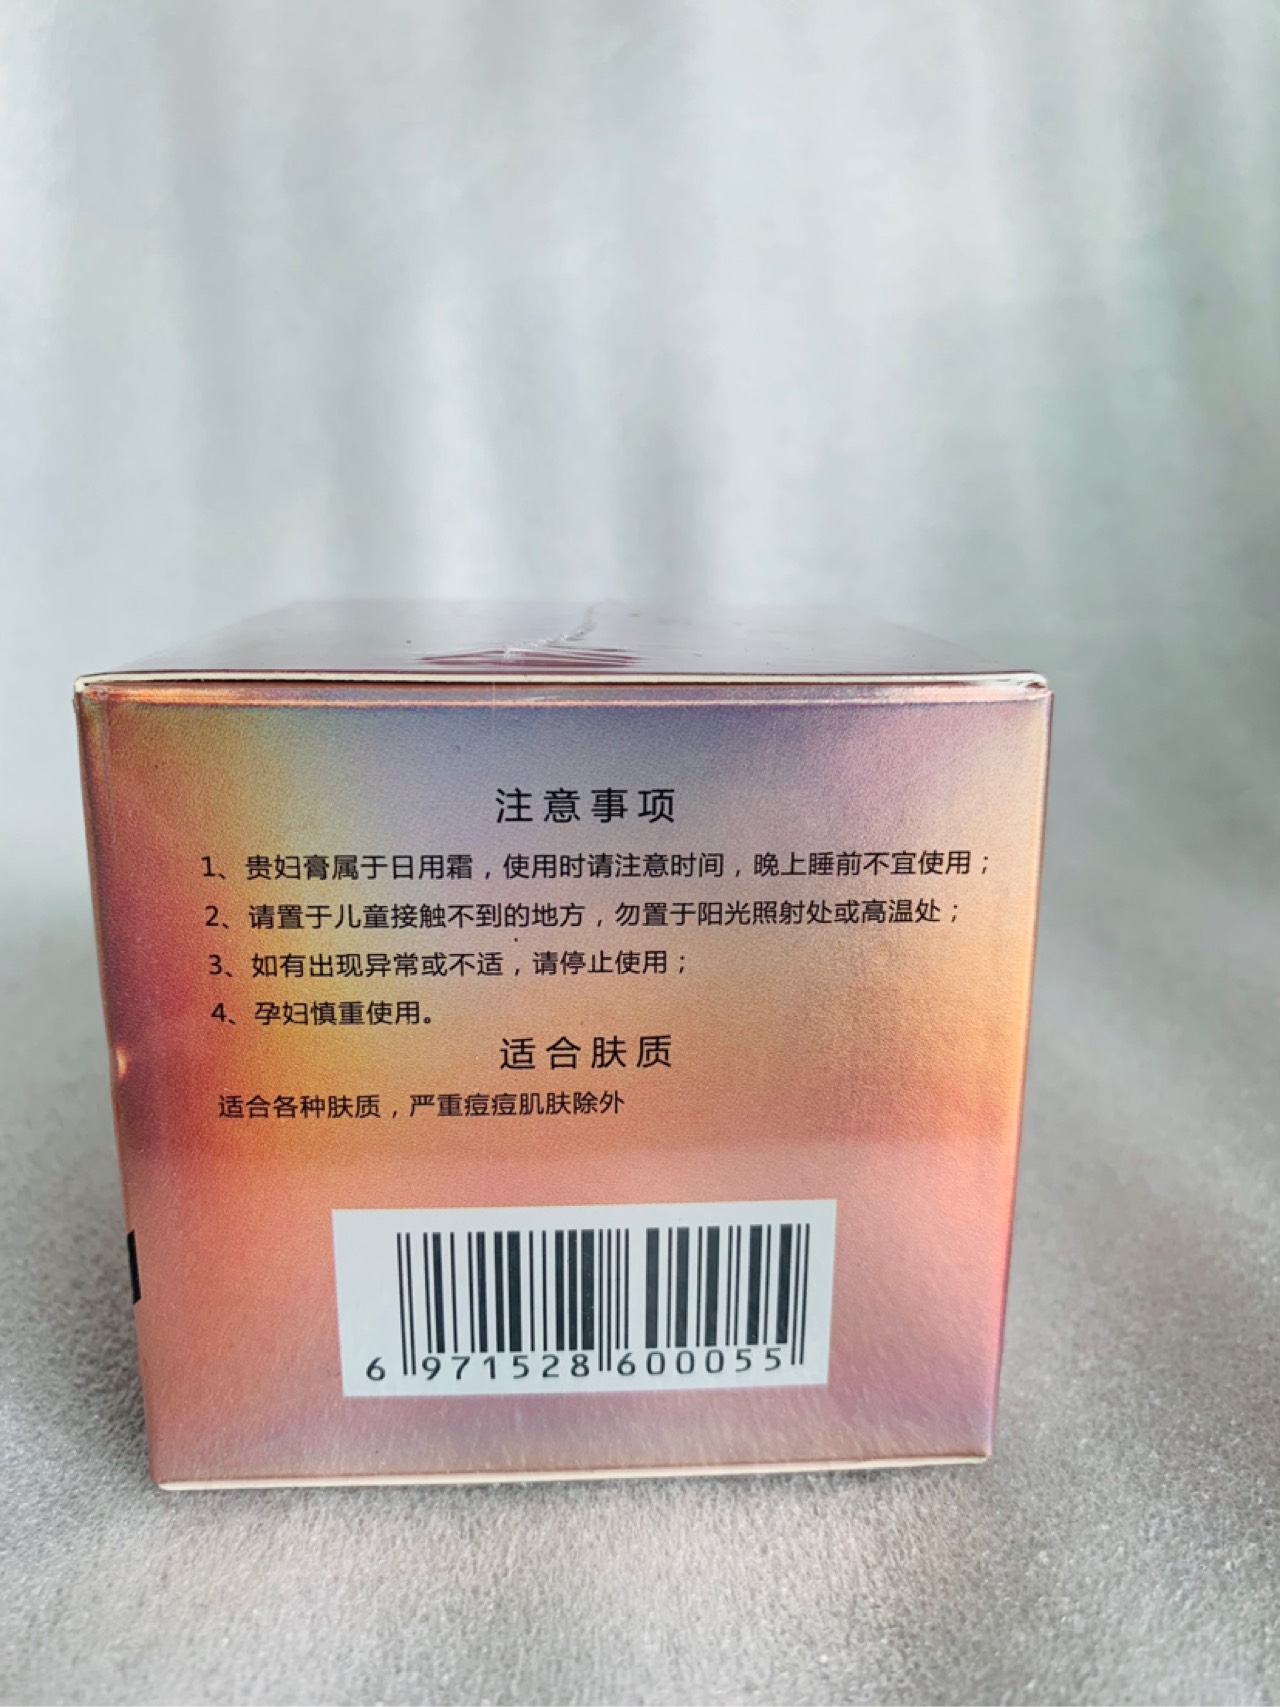 注意事项
1、贵妇膏属于日用霜，使用时请注意时间，晚上睡前不宜使用；
2、请置于儿童接触不到的地方，勿置于阳光照射处或高温处；
3、如有出现异常或不适，请停止使用；
4、孕妇慎重使用。
适合肤质
适合各种肤质，严重痘痘肌肤除外
6 971528 600055